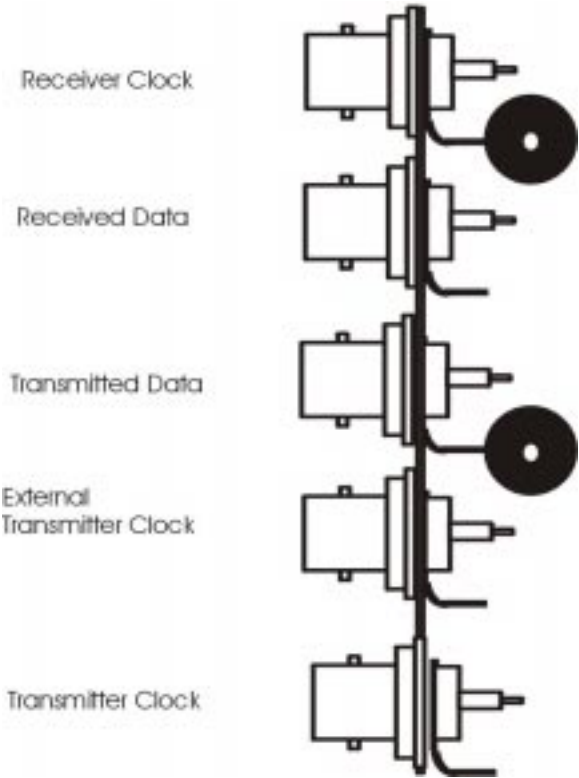 Receiver Clock
Received Data
Transmitted Data
External
Transmitter Clock
Transmitter Clock